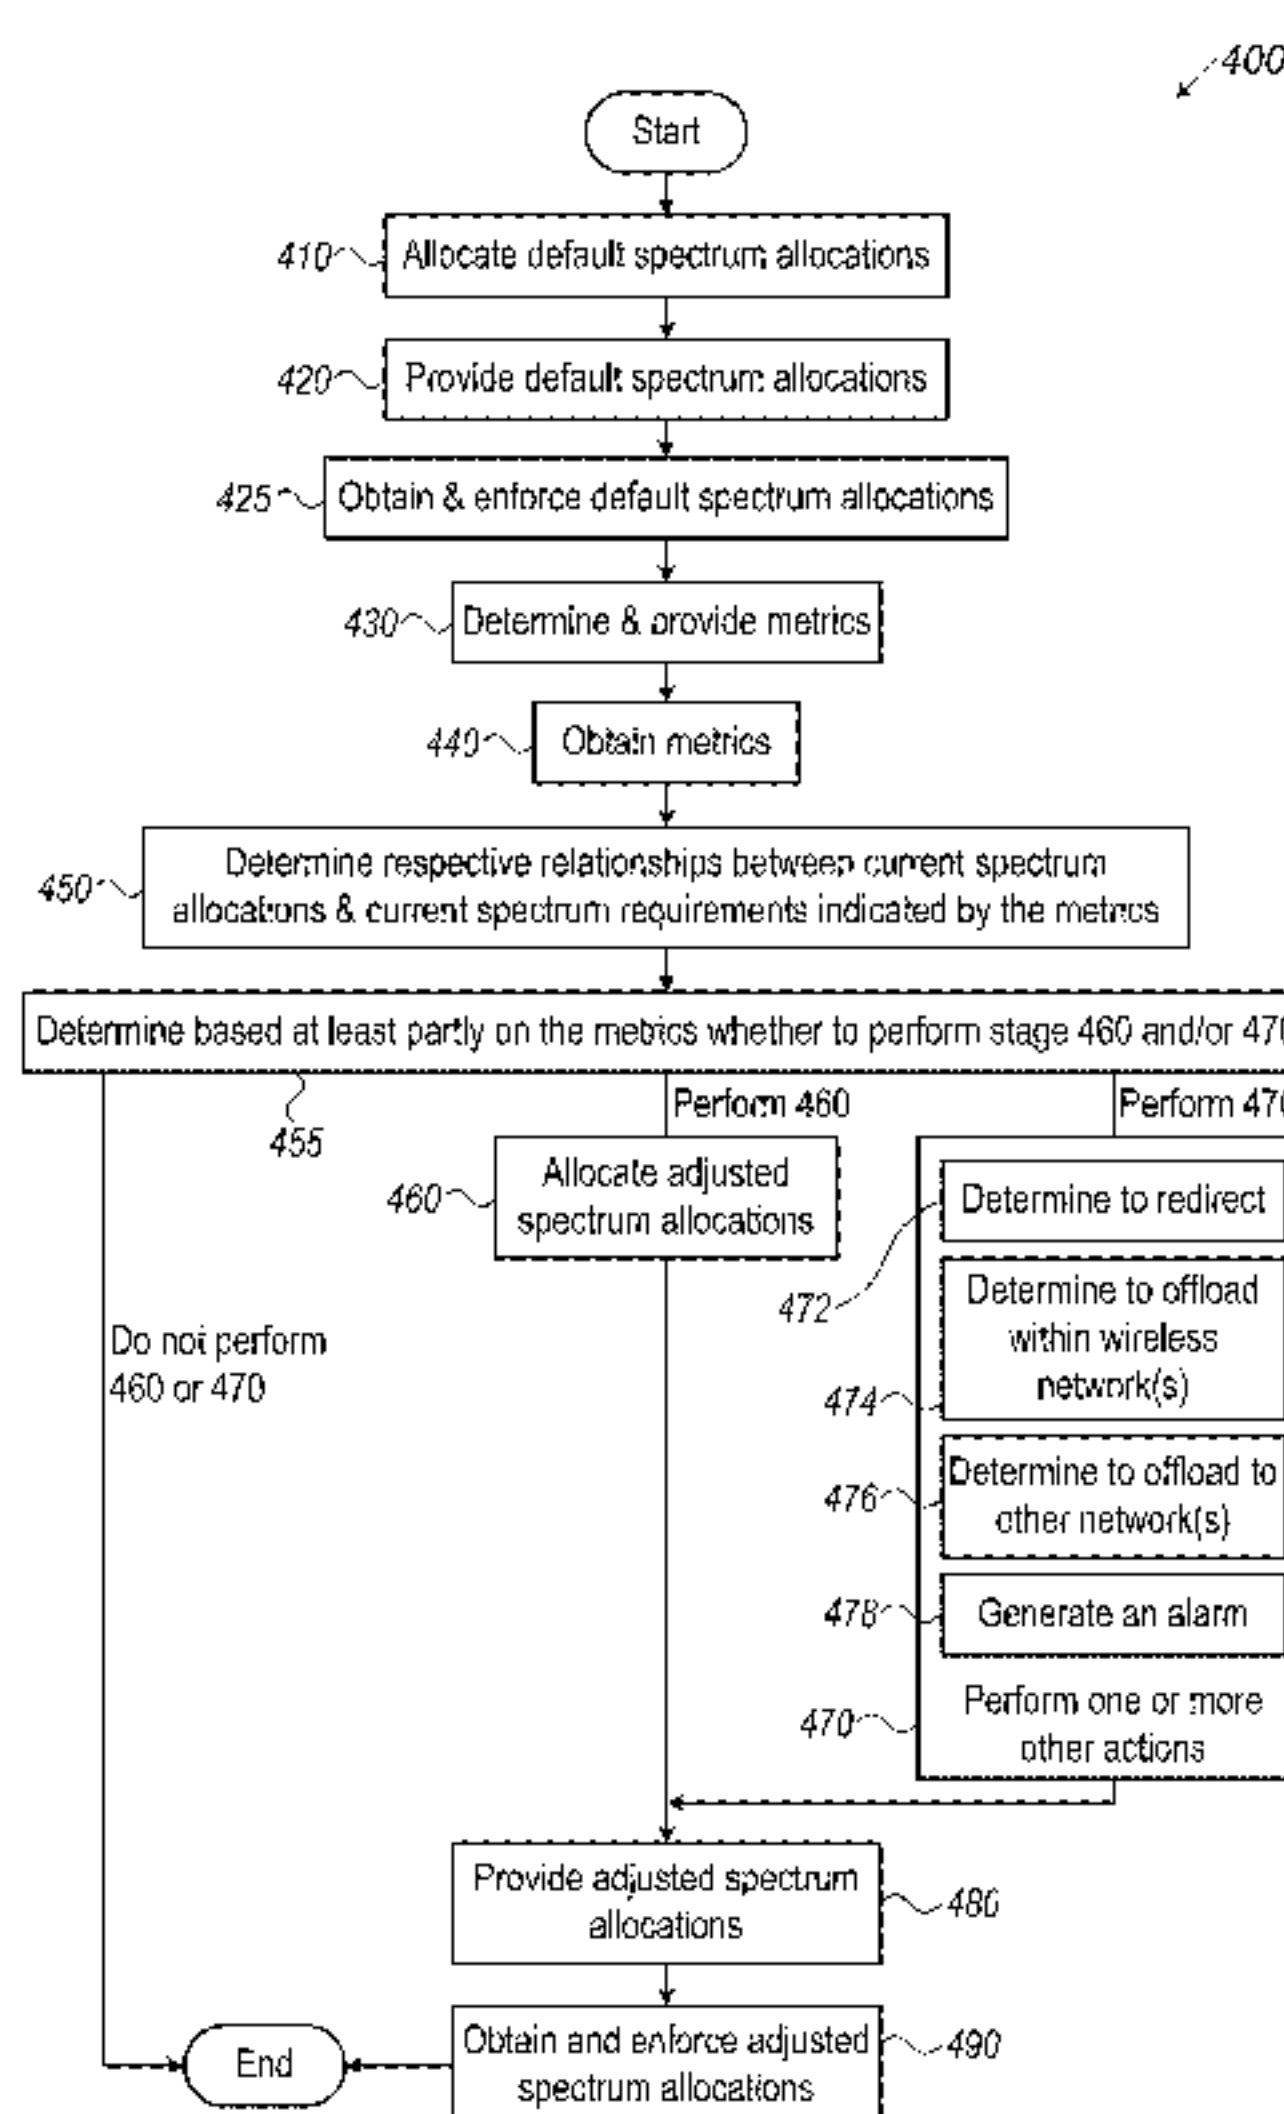 400
Start
410
Allocate default spectrum allocations
420
Provide default spectrum allocations
425
Obtain & enforce default spectrum allocations
430
Determine & provide metrics
440
Obtain metrics
450
Determine respective relationships between current spectrum
allocations & current spectrum requirements indicated by the metrics
Determine based at least partly on the metrics whether to perform stage 460 and/or 470
455
Perform 460
Perform 470
460
Allocate adjusted
spectrum allocations
Determine to redirect
472
Determine to offload
within wireless
network(s)
474
Do not perform
460 or 470
Determine to offload to
other network(s)
476
478
Generate an alarm
470
Perform one or more
other actions
Provide adjusted spectrum
allocations
480
Obtain and enforce adjusted
spectrum allocations
490
End